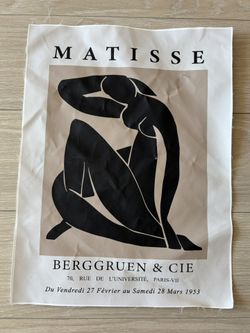 MATISSE
BERGGRUEN & CIE
70, RUE DE L'UNIVERSITÉ, PARIS-VII
Du Vendredi 27 Février au Samedi 28 Mars 1953